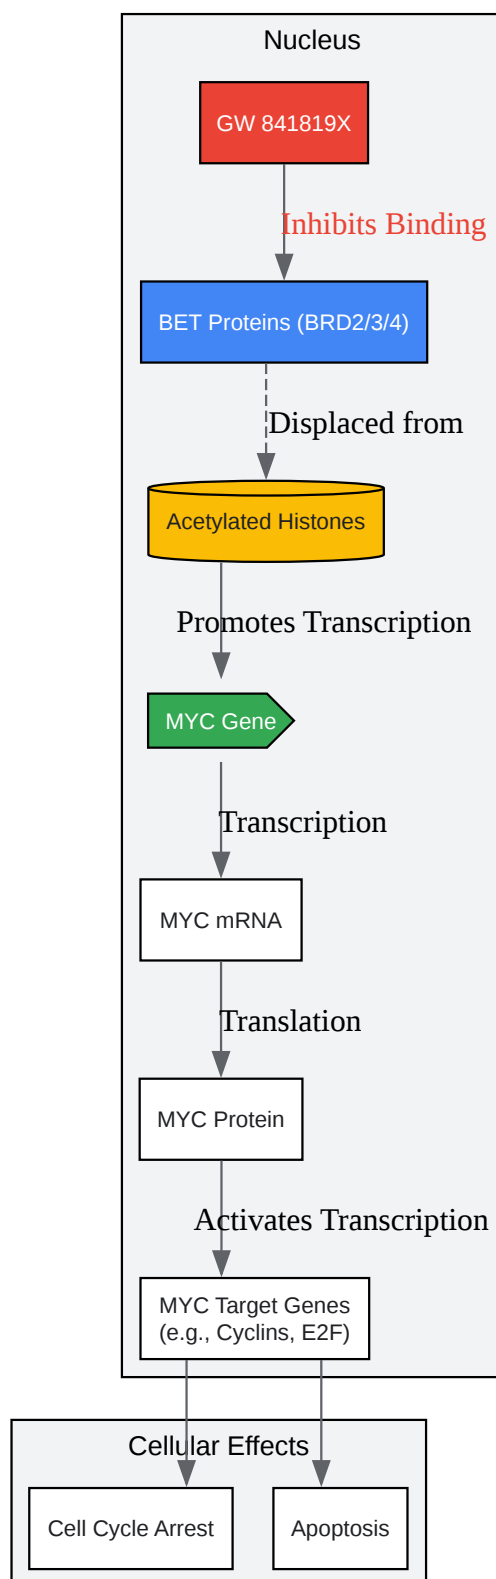 Nucleus
GW 841819X
Inhibits Binding
BET Proteins (BRD2/3/4)
Displaced from
Acetylated Histones
Promotes Transcription
MYC Gene
Transcription
MYC mRNA
Translation
MYC Protein
Activates Transcription
MYC Target Genes
(e.g., Cyclins, E2F)
Cellular Effects
Cell Cycle Arrest
Apoptosis